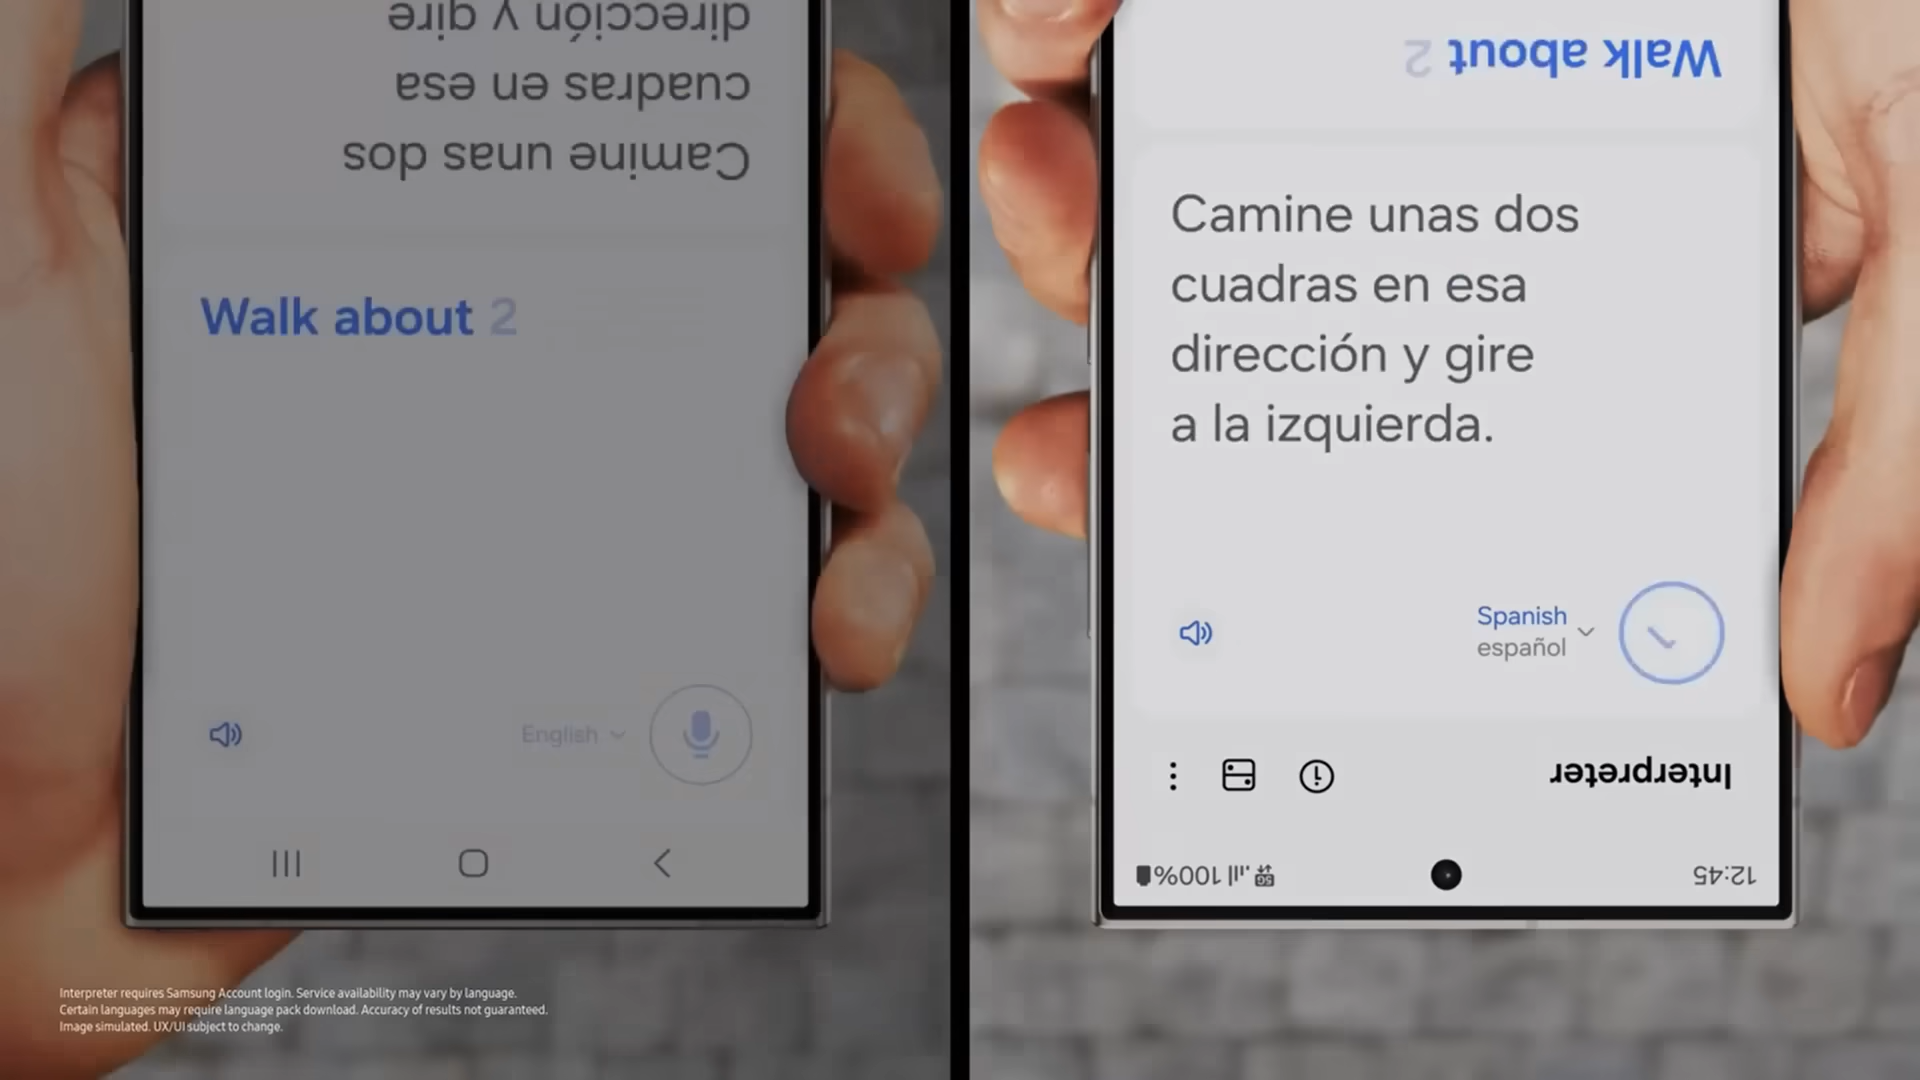 dirección y gire
cuadras en esa
Camine unas dos
Walk about 2
English
Interpreter requires Samsung Account login. Service availability may vary by language.
Certain languages may require language pack download. Accuracy of results not guaranteed.
Image simulated. UX/UI subject to change.
Walk about 2
Camine unas dos
cuadras en esa
dirección y gire
a la izquierda.
Spanish
español
Interpreter
12:45
5G 100%